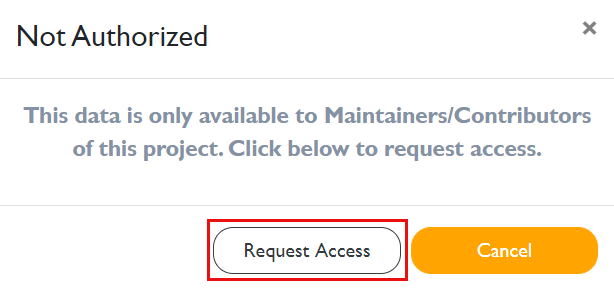 Not Authorized
This data is only available to Maintainers/Contributors
of this project. Click below to request access.
Request Access
Cancel